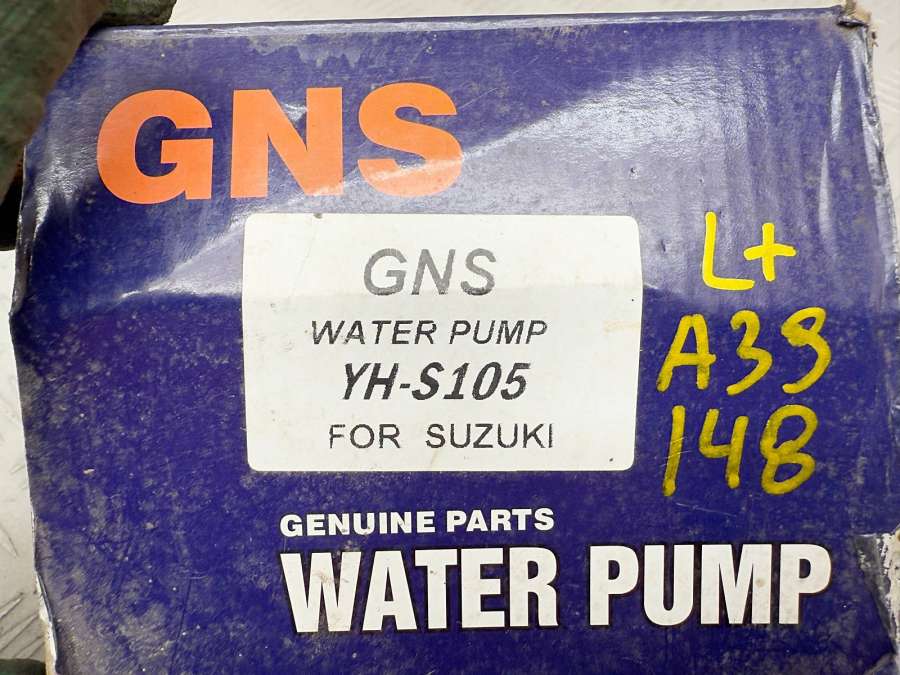 GNS
GNS
WATER PUMP
YH-S105
FOR SUZUKI
L+
A39
148
GENUINE PARTS
WATER PUMP